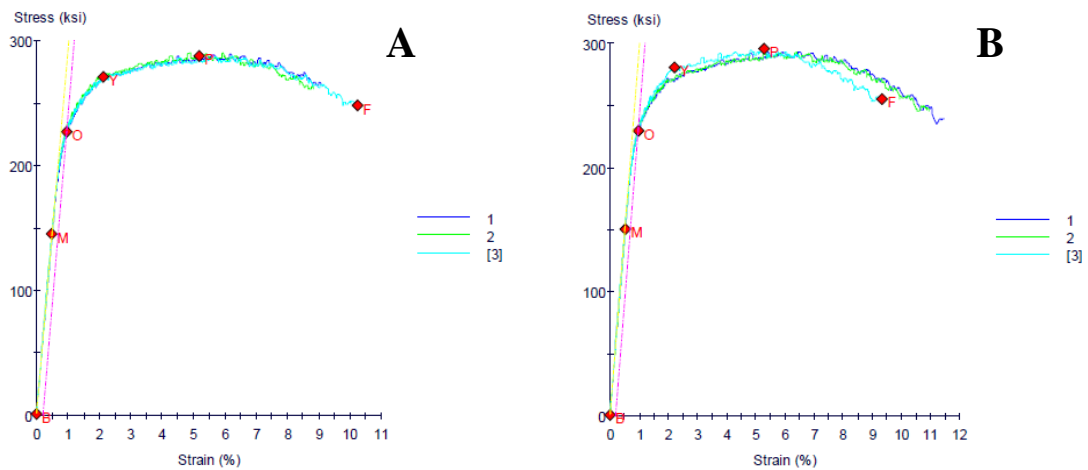 Stress (ksi)
A
300
200
100
0
B
M
O
Y
P
F
0 1 2 3 4 5 6 7 8 9 10 11
Strain (%)
1
2
[3]
Stress (ksi)
B
300
200
100
0
B
M
O
Y
P
F
0 1 2 3 4 5 6 7 8 9 10 11 12
Strain (%)
1
2
[3]